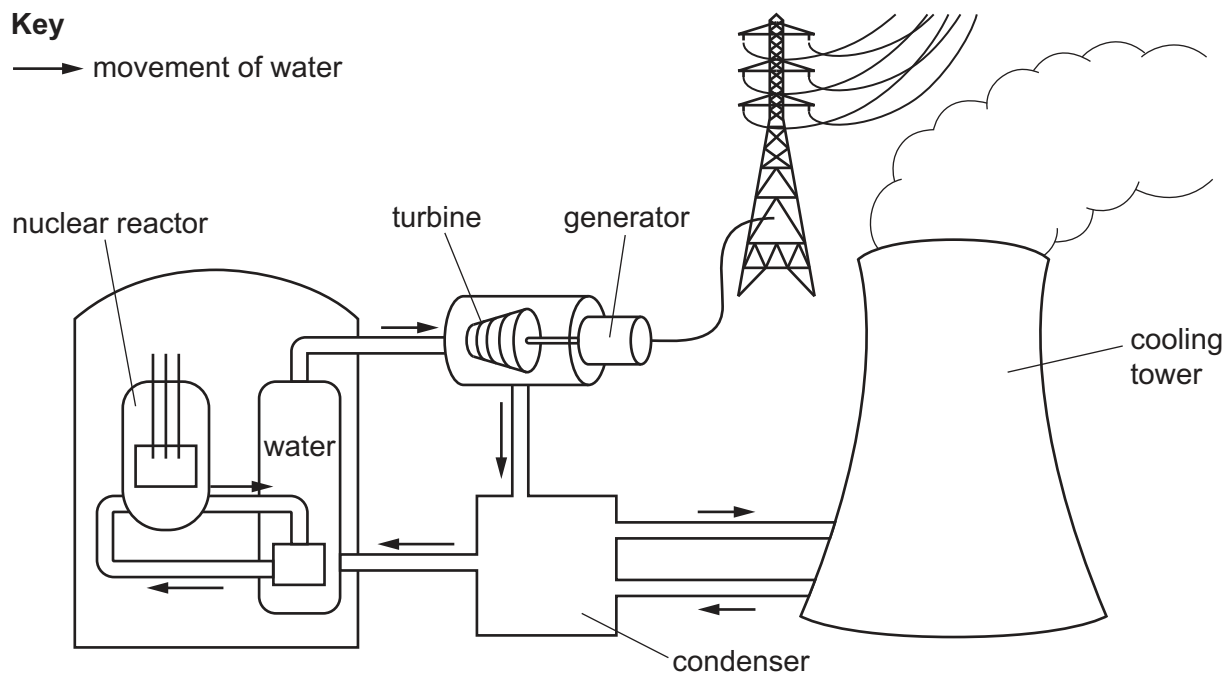 Key
movement of water
nuclear reactor
turbine
generator
cooling
tower
water
condenser